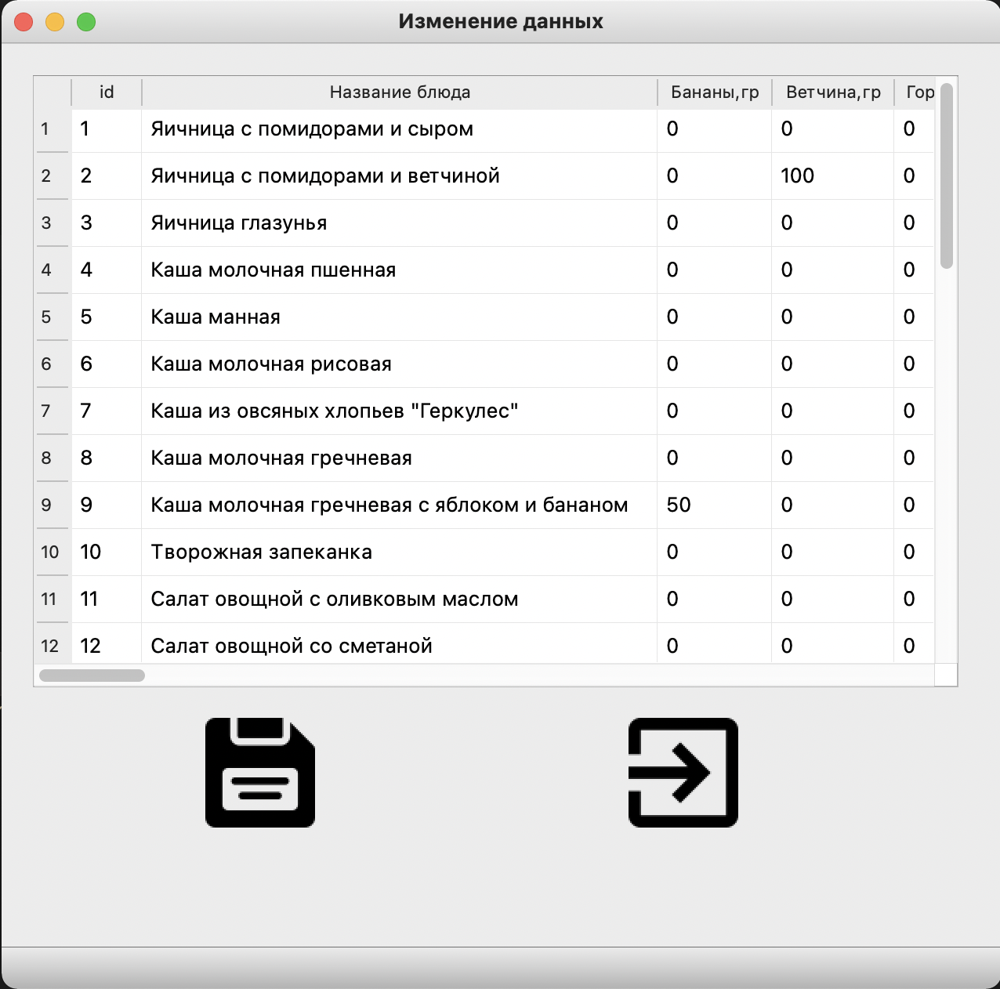 Изменение данных
id Название блюда Бананы,гр Ветчина,гр Гор
1 1 Яичница с помидорами и сыром 0 0 0
2 2 Яичница с помидорами и ветчиной 0 100 0
3 3 Яичница глазунья 0 0 0
4 4 Каша молочная пшенная 0 0 0
5 5 Каша манная 0 0 0
6 6 Каша молочная рисовая 0 0 0
7 7 Каша из овсяных хлопьев "Геркулес" 0 0 0
8 8 Каша молочная гречневая 0 0 0
9 9 Каша молочная гречневая с яблоком и бананом 50 0 0
10 10 Творожная запеканка 0 0 0
11 11 Салат овощной с оливковым маслом 0 0 0
12 12 Салат овощной со сметаной 0 0 0